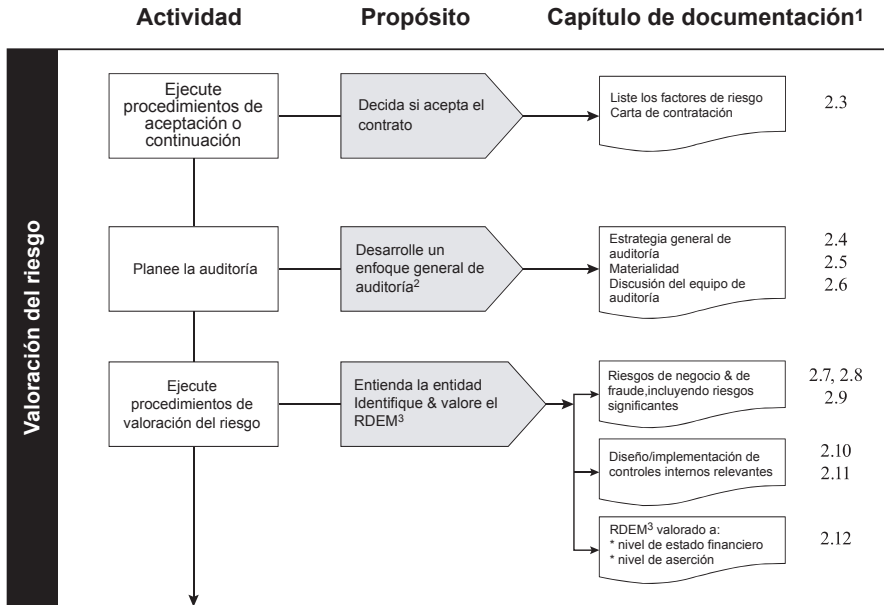 Actividad Propósito Capítulo de documentación¹
Valoración del riesgo
Ejecute
procedimientos de
aceptación o
continuación
Decida si acepta el
contrato
Liste los factores de riesgo
Carta de contratación
2.3
Planee la auditoría
Desarrolle un
enfoque general de
auditoría²
Estrategia general de
auditoría
Materialidad
Discusión del equipo de
auditoría
2.4
2.5
2.6
Ejecute
procedimientos de
valoración del riesgo
Entienda la entidad
Identifique & valore el
RDEM³
Riesgos de negocio & de
fraude,incluyendo riesgos
significantes
2.7, 2.8
2.9
Diseño/implementación de
controles internos relevantes
2.10
2.11
RDEM³ valorado a:
* nivel de estado financiero
* nivel de aserción
2.12